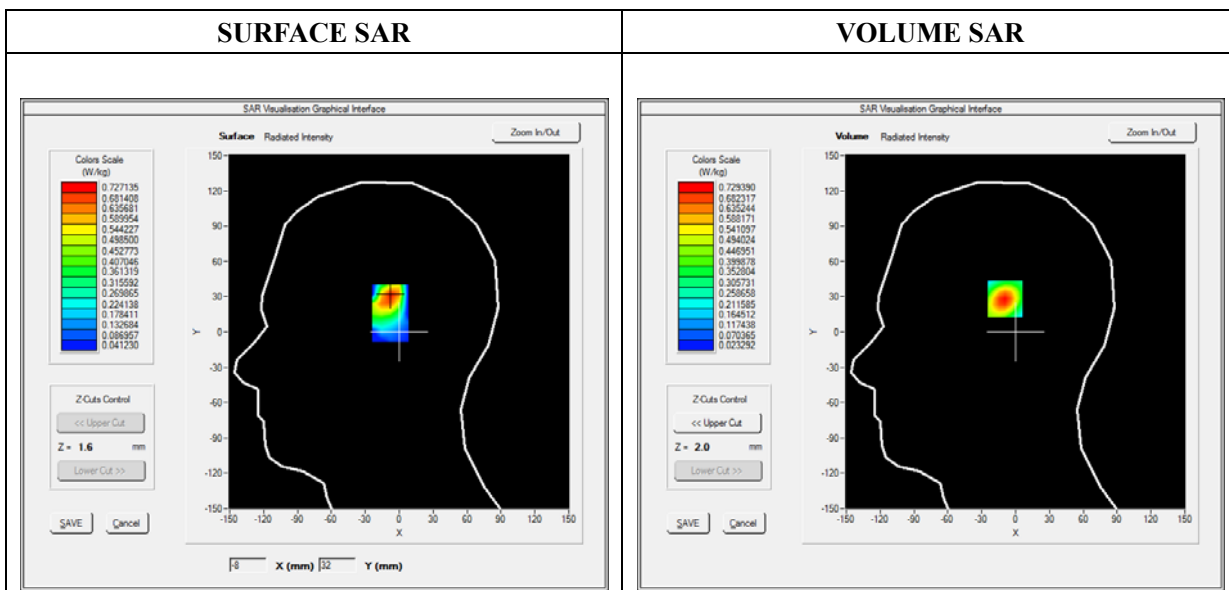 SURFACE SAR
VOLUME SAR
SAR Visualisation Graphical Interface
Surface Radiated Intensity
Zoom In/Out
Colors Scale
(W/kg)
0.727135
0.681408
0.635681
0.589954
0.544227
0.498500
0.452773
0.407046
0.361319
0.315592
0.269865
0.224138
0.178411
0.132684
0.086957
0.041230
Z-Cuts Control
<< Upper Cut
Z = 1.6 mm
Lower Cut >>
SAVE Cancel
150
120
90
60
30
0
-30
-60
-90
-120
-150
Y
-150 -120 -90 -60 -30 0 30 60 90 120 150
X
-8 X (mm) 32 Y (mm)
SAR Visualisation Graphical Interface
Volume Radiated Intensity
Zoom In/Out
Colors Scale
(W/kg)
0.729390
0.682317
0.635244
0.588171
0.541097
0.494024
0.446951
0.399878
0.352804
0.305731
0.258658
0.211585
0.164512
0.117438
0.070365
0.023292
Z-Cuts Control
<< Upper Cut
Z = 2.0 mm
Lower Cut >>
SAVE Cancel
150
120
90
60
30
0
-30
-60
-90
-120
-150
Y
-150 -120 -90 -60 -30 0 30 60 90 120 150
X